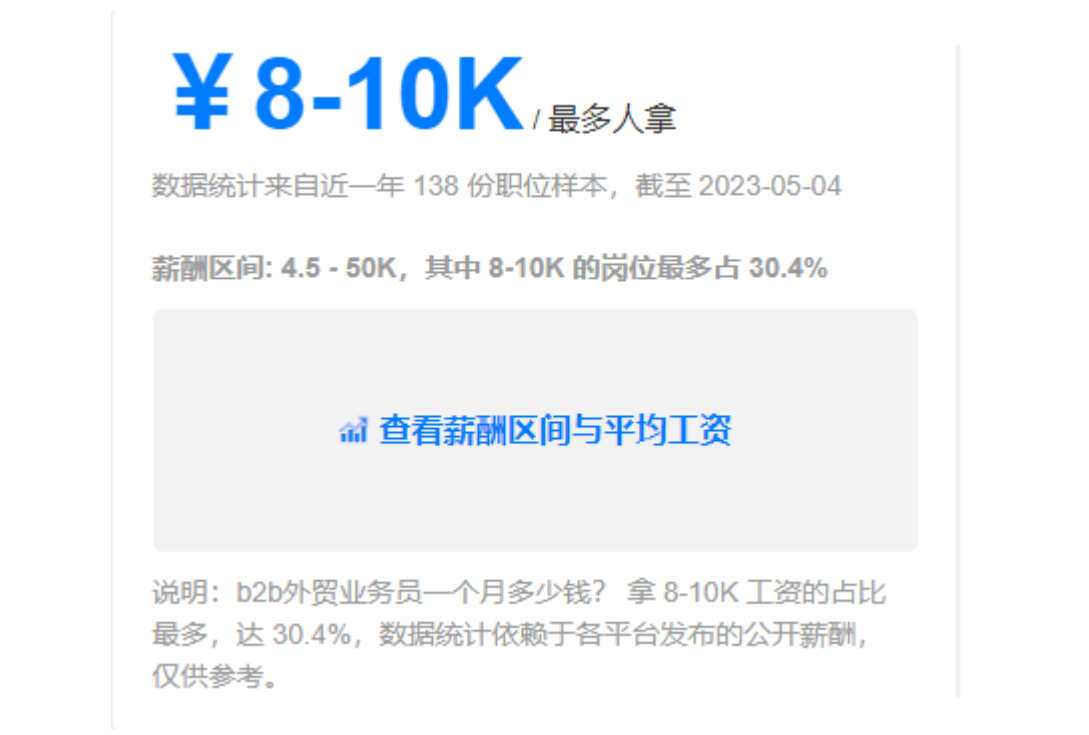 ¥8-10K / 最多人拿
数据统计来自近一年 138 份职位样本，截至 2023-05-04
薪酬区间: 4.5 - 50K，其中 8-10K 的岗位最多占 30.4%
查看薪酬区间与平均工资
说明：b2b外贸业务员一个月多少钱？ 拿 8-10K 工资的占比
最多，达 30.4%，数据统计依赖于各平台发布的公开薪酬，
仅供参考。